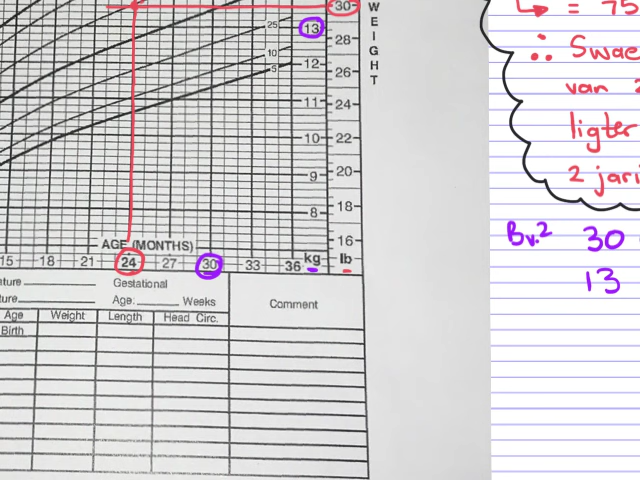 30
W
E
I
G
H
T
25
13
28
12
26
10
5
11
24
10
22
9
20
8
18
16
AGE (MONTHS)
15 18 21 24 27 30 33 36 kg lb
Gestational
Age: Weeks
Comment
Age Weight Length Head Circ.
Birth
= 75
∴ Swae
van 2
ligter
2 jari
Bv.2 30
13